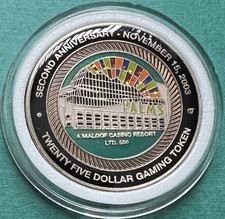 SECOND ANNIVERSARY - NOVEMBER 15, 2003
PALMS
A MALOOF CASINO RESORT
LTD. 500
TWENTY FIVE DOLLAR GAMING TOKEN